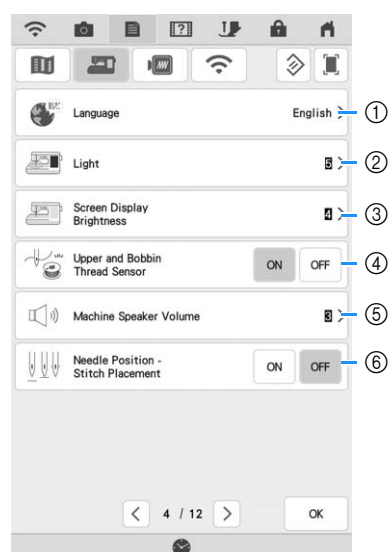 Language English ①
Light 5 ②
Screen Display
Brightness 4 ③
Upper and Bobbin
Thread Sensor ON OFF ④
Machine Speaker Volume 3 ⑤
Needle Position -
Stitch Placement ON OFF ⑥
4 / 12 OK